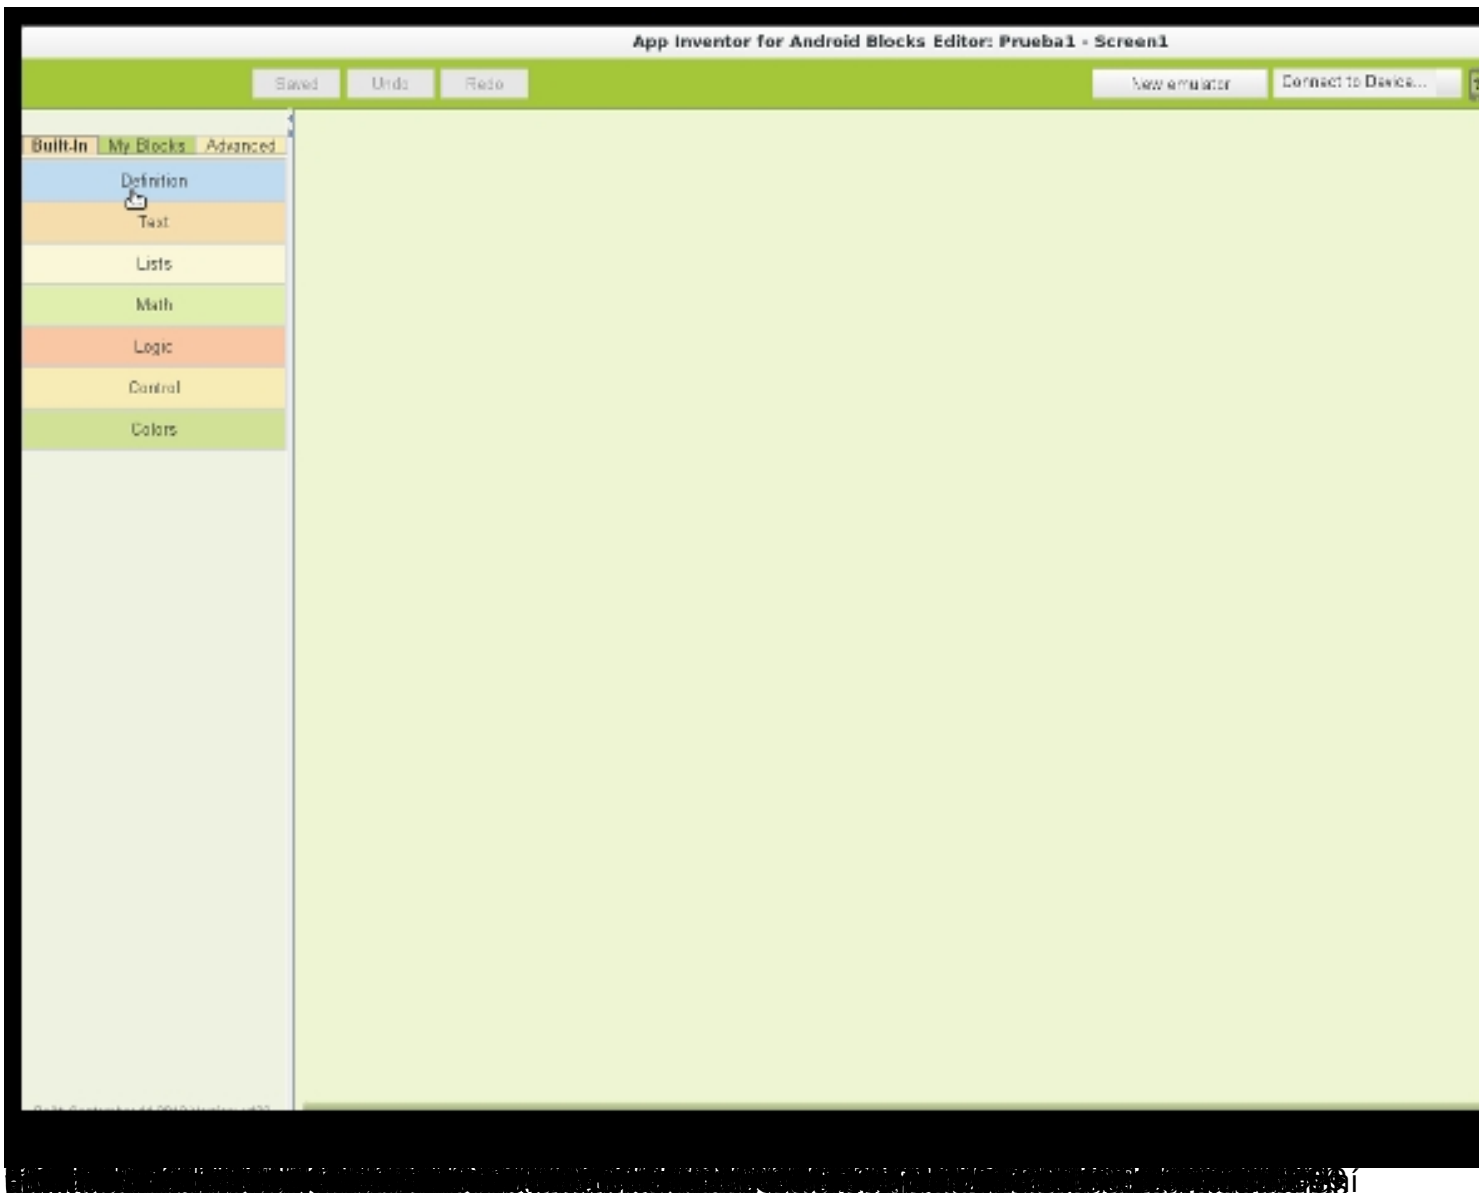 App Inventor for Android Blocks Editor: Prueba1 - Screen1
Saved Undo Redo New emulator Connect to Device...
Built-In My Blocks Advanced
Definition
Text
Lists
Math
Logic
Control
Colors